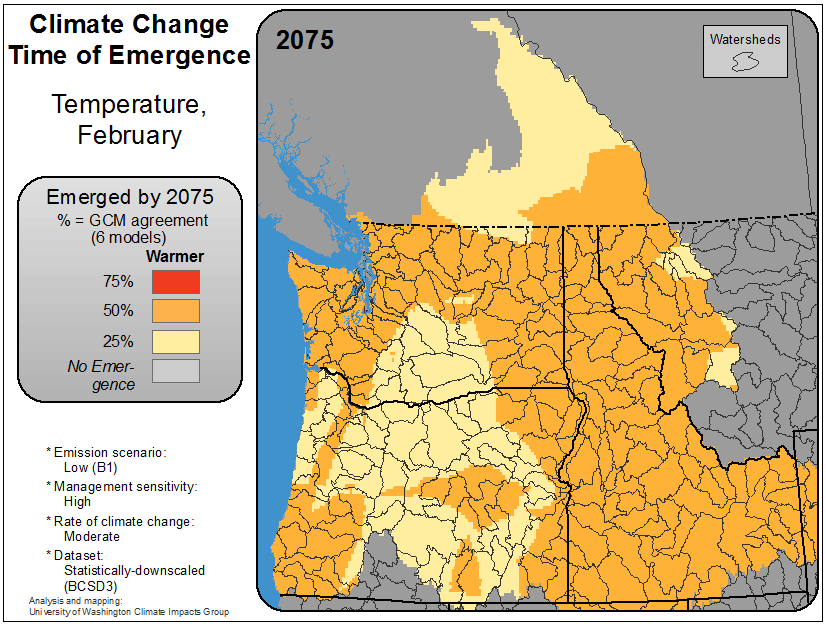 Climate Change
Time of Emergence
Temperature,
February
Emerged by 2075
% = GCM agreement
(6 models)
Warmer
75%
50%
25%
No Emer-
gence
* Emission scenario:
Low (B1)
* Management sensitivity:
High
* Rate of climate change:
Moderate
* Dataset:
Statistically-downscaled
(BCSD3)
Analysis and mapping:
University of Washington Climate Impacts Group
2075
Watersheds